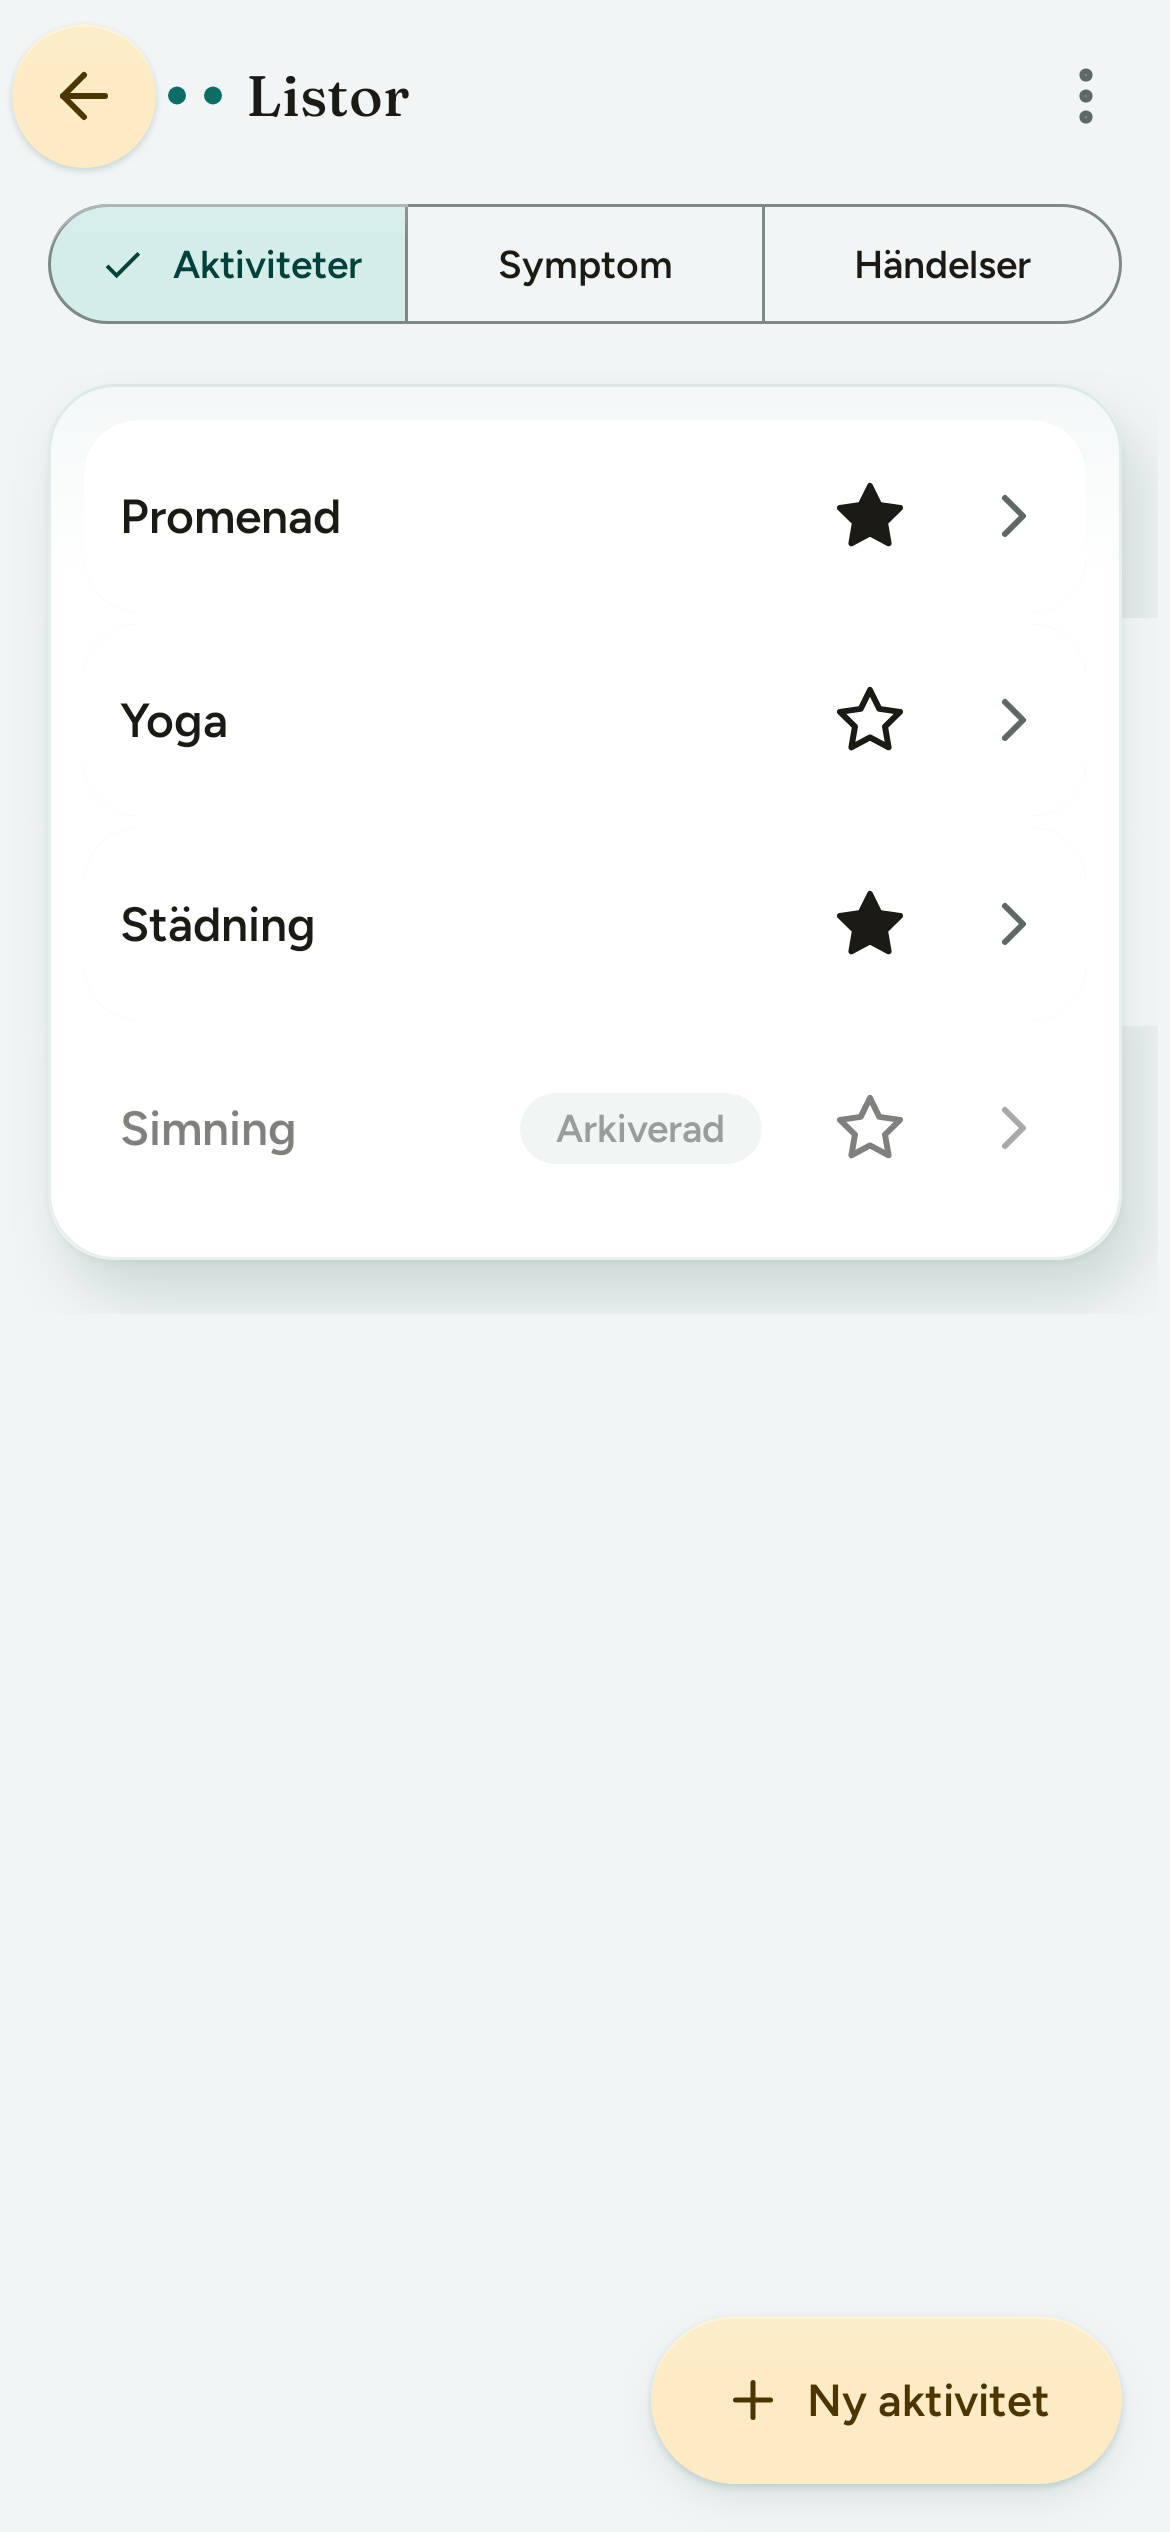 Listor
Aktiviteter
Symptom
Händelser
Promenad
Yoga
Städning
Simning
Arkiverad
Ny aktivitet